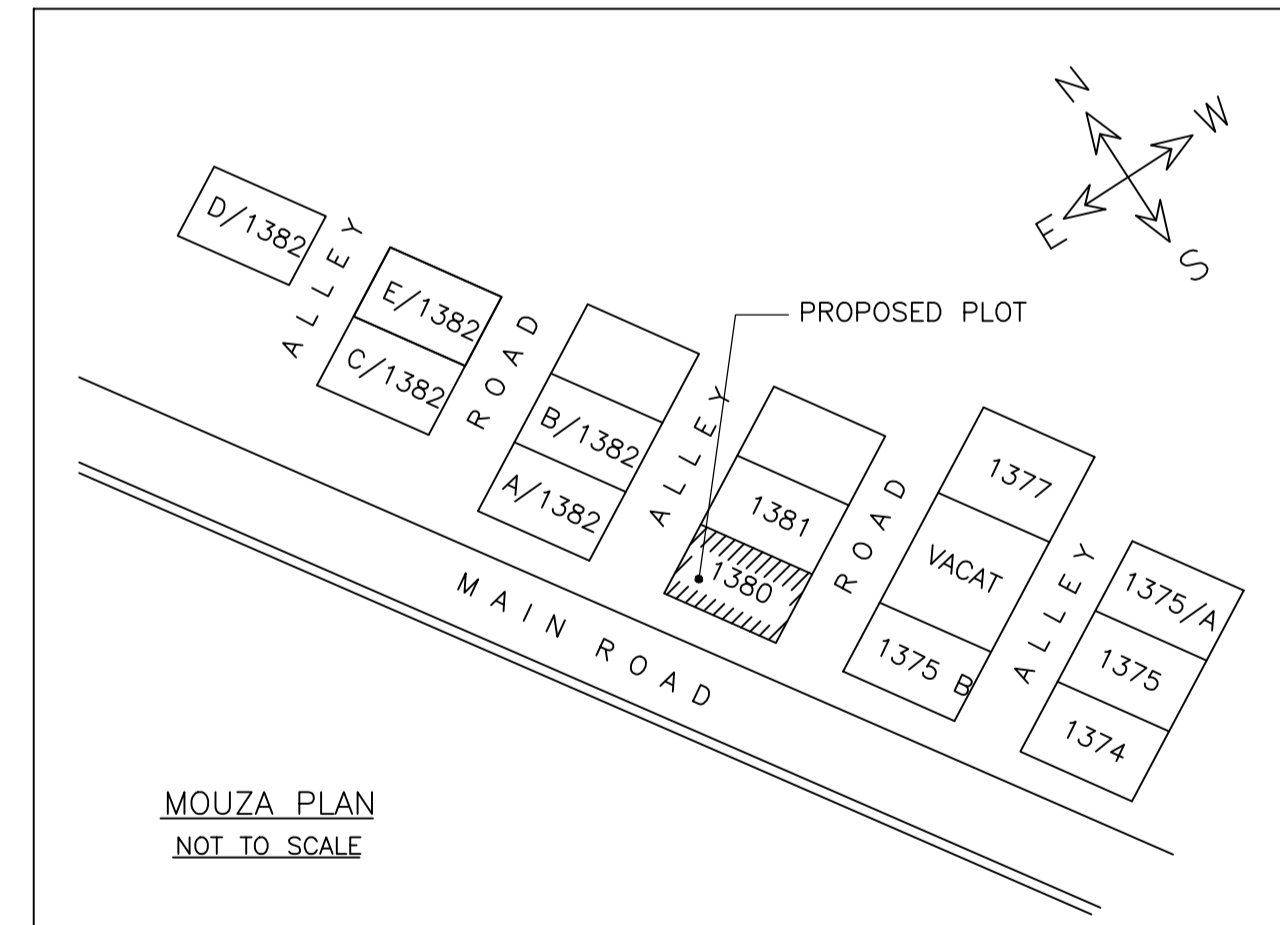 N
W
E
S
PROPOSED PLOT
D/1382
ALLEY
E/1382
C/1382
ROAD
B/1382
A/1382
ALLEY
1381
1380
ROAD
1377
VACAT
1375 B
ALLEY
1375/A
1375
1374
MAIN ROAD
MOUZA PLAN
NOT TO SCALE